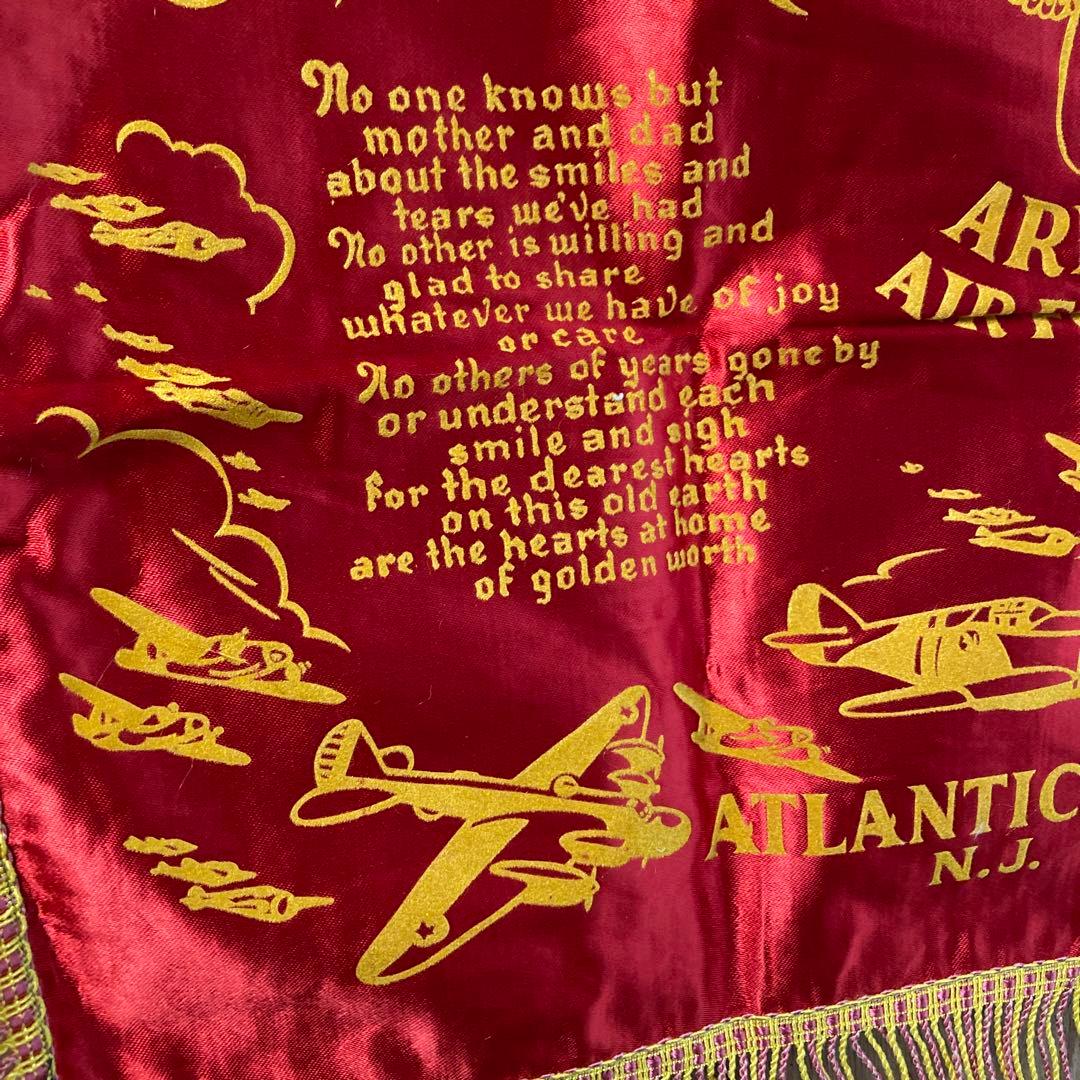 No one knows but
mother and dad
about the smiles and
tears we've had
No other is willing and
glad to share
whatever we have of joy
or care
No others of years gone by
or understand each
smile and sigh
for the dearest hearts
on this old earth
are the hearts at home
of golden worth
AIR
ATLANTIC
N.J.